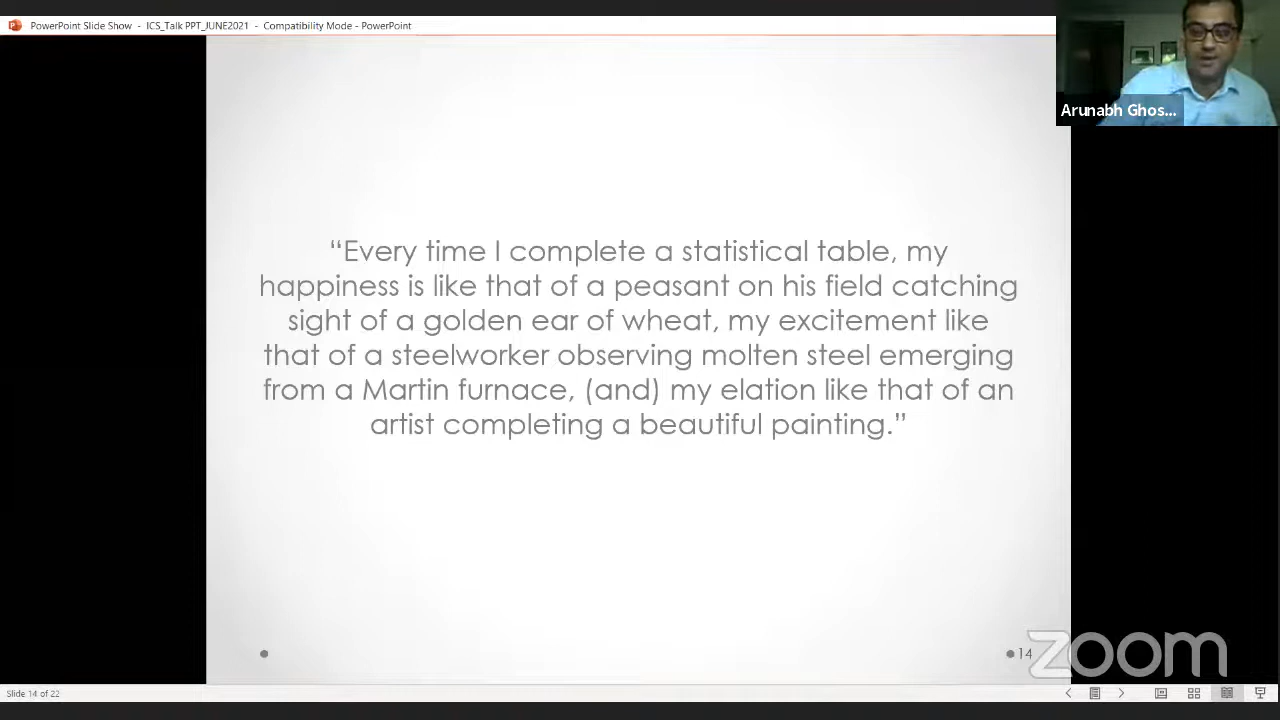 PowerPoint Slide Show - ICS_Talk PPT_JUNE2021 - Compatibility Mode - PowerPoint
Arunabh Ghos...
“Every time I complete a statistical table, my
happiness is like that of a peasant on his field catching
sight of a golden ear of wheat, my excitement like
that of a steelworker observing molten steel emerging
from a Martin furnace, (and) my elation like that of an
artist completing a beautiful painting.”
14
zoom
Slide 14 of 22